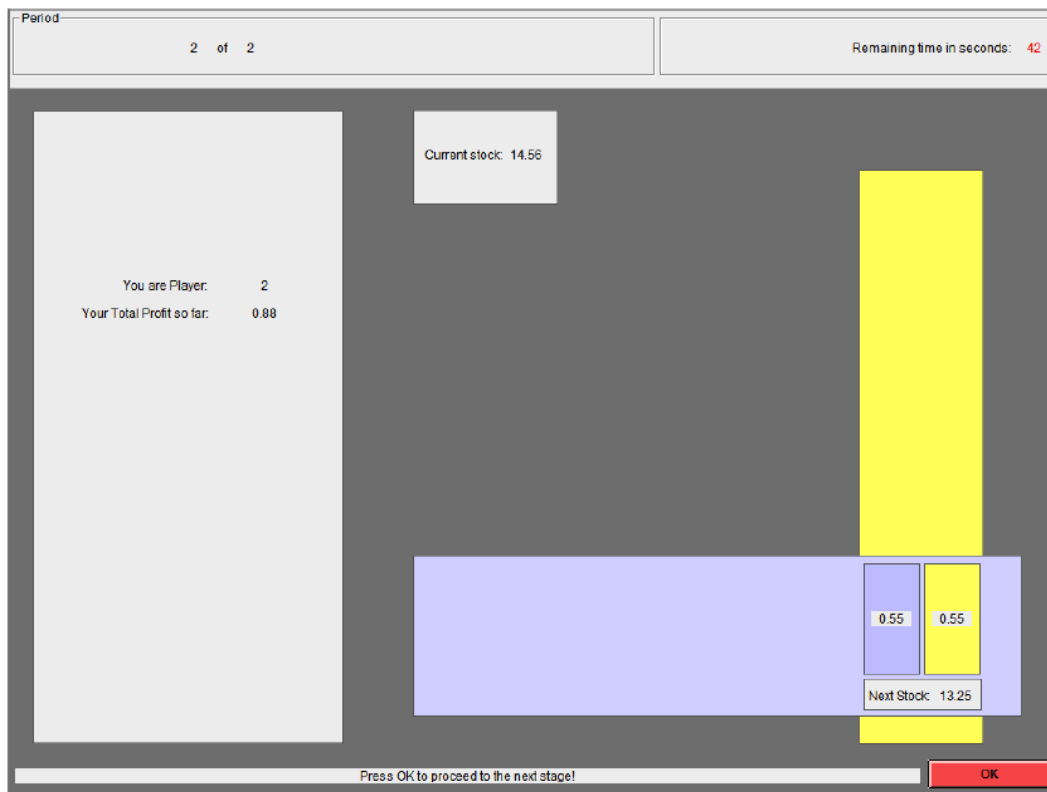 Period
2 of 2
Remaining time in seconds: 42
Current stock: 14.56
You are Player: 2
Your Total Profit so far: 0.88
0.55 0.55
Next Stock: 13.25
Press OK to proceed to the next stage!
OK